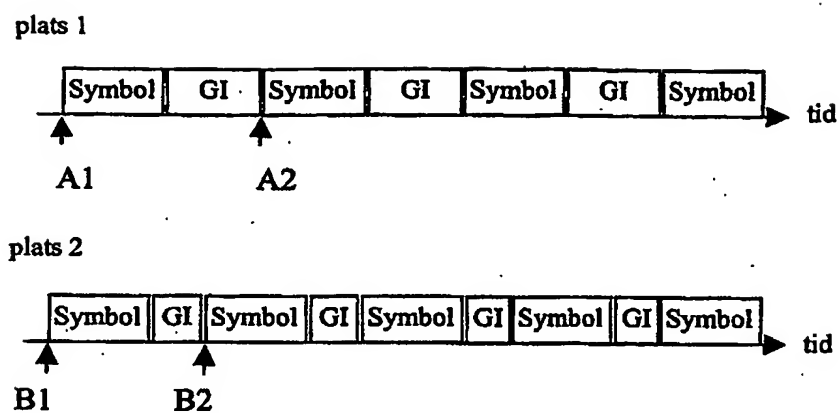 plats 1
Symbol GI Symbol GI Symbol GI Symbol
tid
A1 A2
plats 2
Symbol GI Symbol GI Symbol GI Symbol GI Symbol
tid
B1 B2